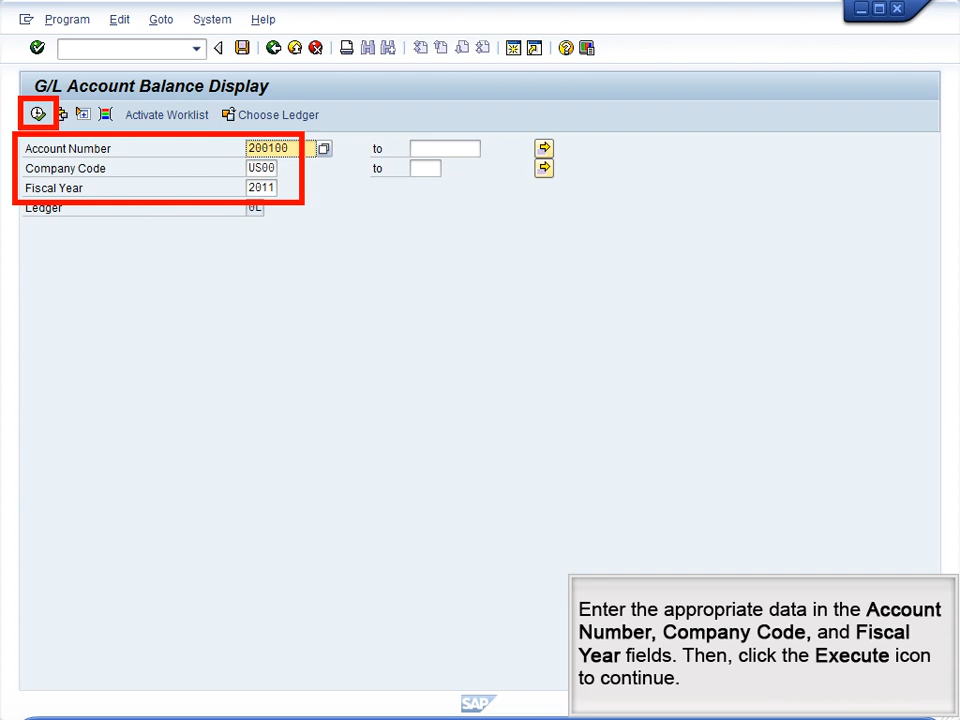 Program Edit Goto System Help
G/L Account Balance Display
Activate Worklist Choose Ledger
Account Number 200100 to
Company Code US00 to
Fiscal Year 2011
Ledger 0L
Enter the appropriate data in the Account
Number, Company Code, and Fiscal
Year fields. Then, click the Execute icon
to continue.
SAP